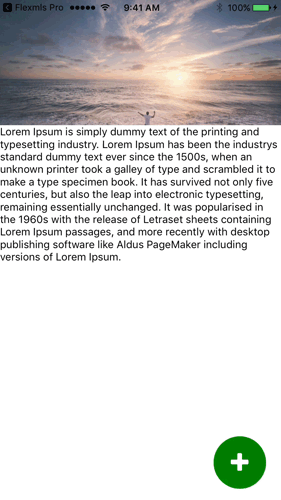 Flexmls Pro 9:41 AM 100%
Lorem Ipsum is simply dummy text of the printing and
typesetting industry. Lorem Ipsum has been the industrys
standard dummy text ever since the 1500s, when an
unknown printer took a galley of type and scrambled it to
make a type specimen book. It has survived not only five
centuries, but also the leap into electronic typesetting,
remaining essentially unchanged. It was popularised in
the 1960s with the release of Letraset sheets containing
Lorem Ipsum passages, and more recently with desktop
publishing software like Aldus PageMaker including
versions of Lorem Ipsum.